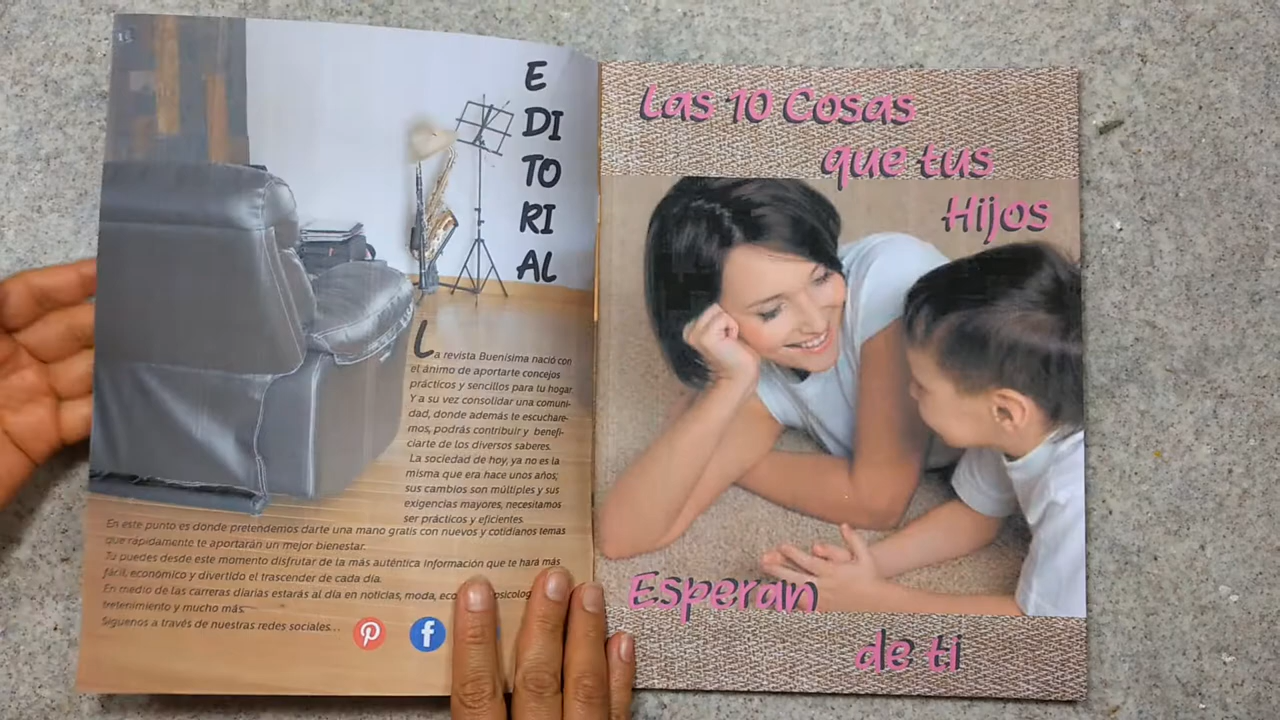 E
DI
TO
RI
AL
La revista Buenísima nació con
el ánimo de aportarte concejos
prácticos y sencillos para tu hogar.
Y a su vez consolidar una comuni-
dad, donde además te escuchare-
mos, podrás contribuir y benefi-
ciarte de los diversos saberes.
La sociedad de hoy, ya no es la
misma que era hace unos años;
sus cambios son múltiples y sus
exigencias mayores, necesitamos
ser prácticos y eficientes.
En este punto es donde pretendemos darte una mano gratis con nuevos y cotidianos temas
que rápidamente te aportarán un mejor bienestar.
Tu puedes desde este momento disfrutar de la más auténtica información que te hará más
fácil, económico y divertido el trascender de cada día.
En medio de las carreras diarias estarás al día en noticias, moda,
tretenimiento y mucho más.
Síguenos a través de nuestras redes sociales...
Las 10 Cosas
que tus
Hijos
Esperan
de ti